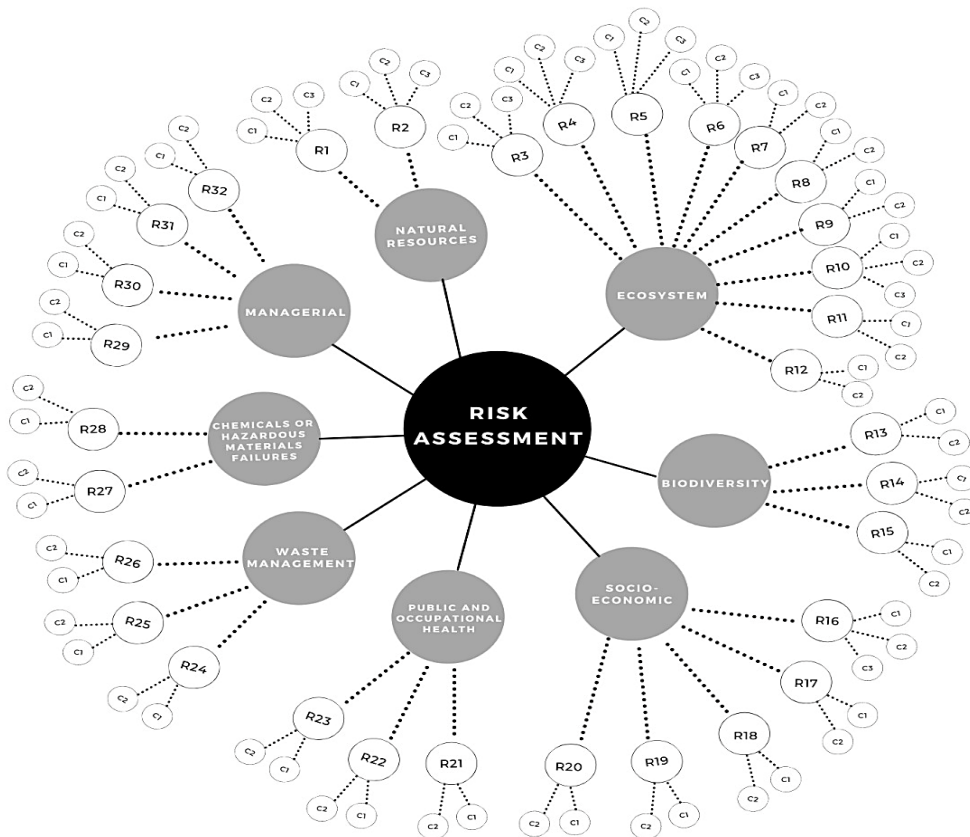 RISK
ASSESSMENT
NATURAL
RESOURCES
R1
C1
C2
C3
R2
C1
C2
C3
ECOSYSTEM
R3
C1
C2
C3
R4
C1
C2
C3
R5
C1
C2
C3
R6
C1
C2
C3
R7
C1
C2
R8
C1
C2
R9
C1
C2
R10
C1
C2
C3
R11
C1
C2
R12
C1
C2
BIODIVERSITY
R13
C1
C2
R14
C1
C2
R15
C1
C2
SOCIO-
ECONOMIC
R16
C1
C2
C3
R17
C1
C2
R18
C1
C2
R19
C1
C2
R20
C1
C2
PUBLIC AND
OCCUPATIONAL
HEALTH
R21
C1
C2
R22
C1
C2
R23
C1
C2
WASTE
MANAGEMENT
R24
C1
C2
R25
C1
C2
R26
C1
C2
CHEMICALS OR
HAZARDOUS
MATERIALS
FAILURES
R27
C1
C2
R28
C1
C2
MANAGERIAL
R29
C1
C2
R30
C1
C2
R31
C1
C2
R32
C1
C2